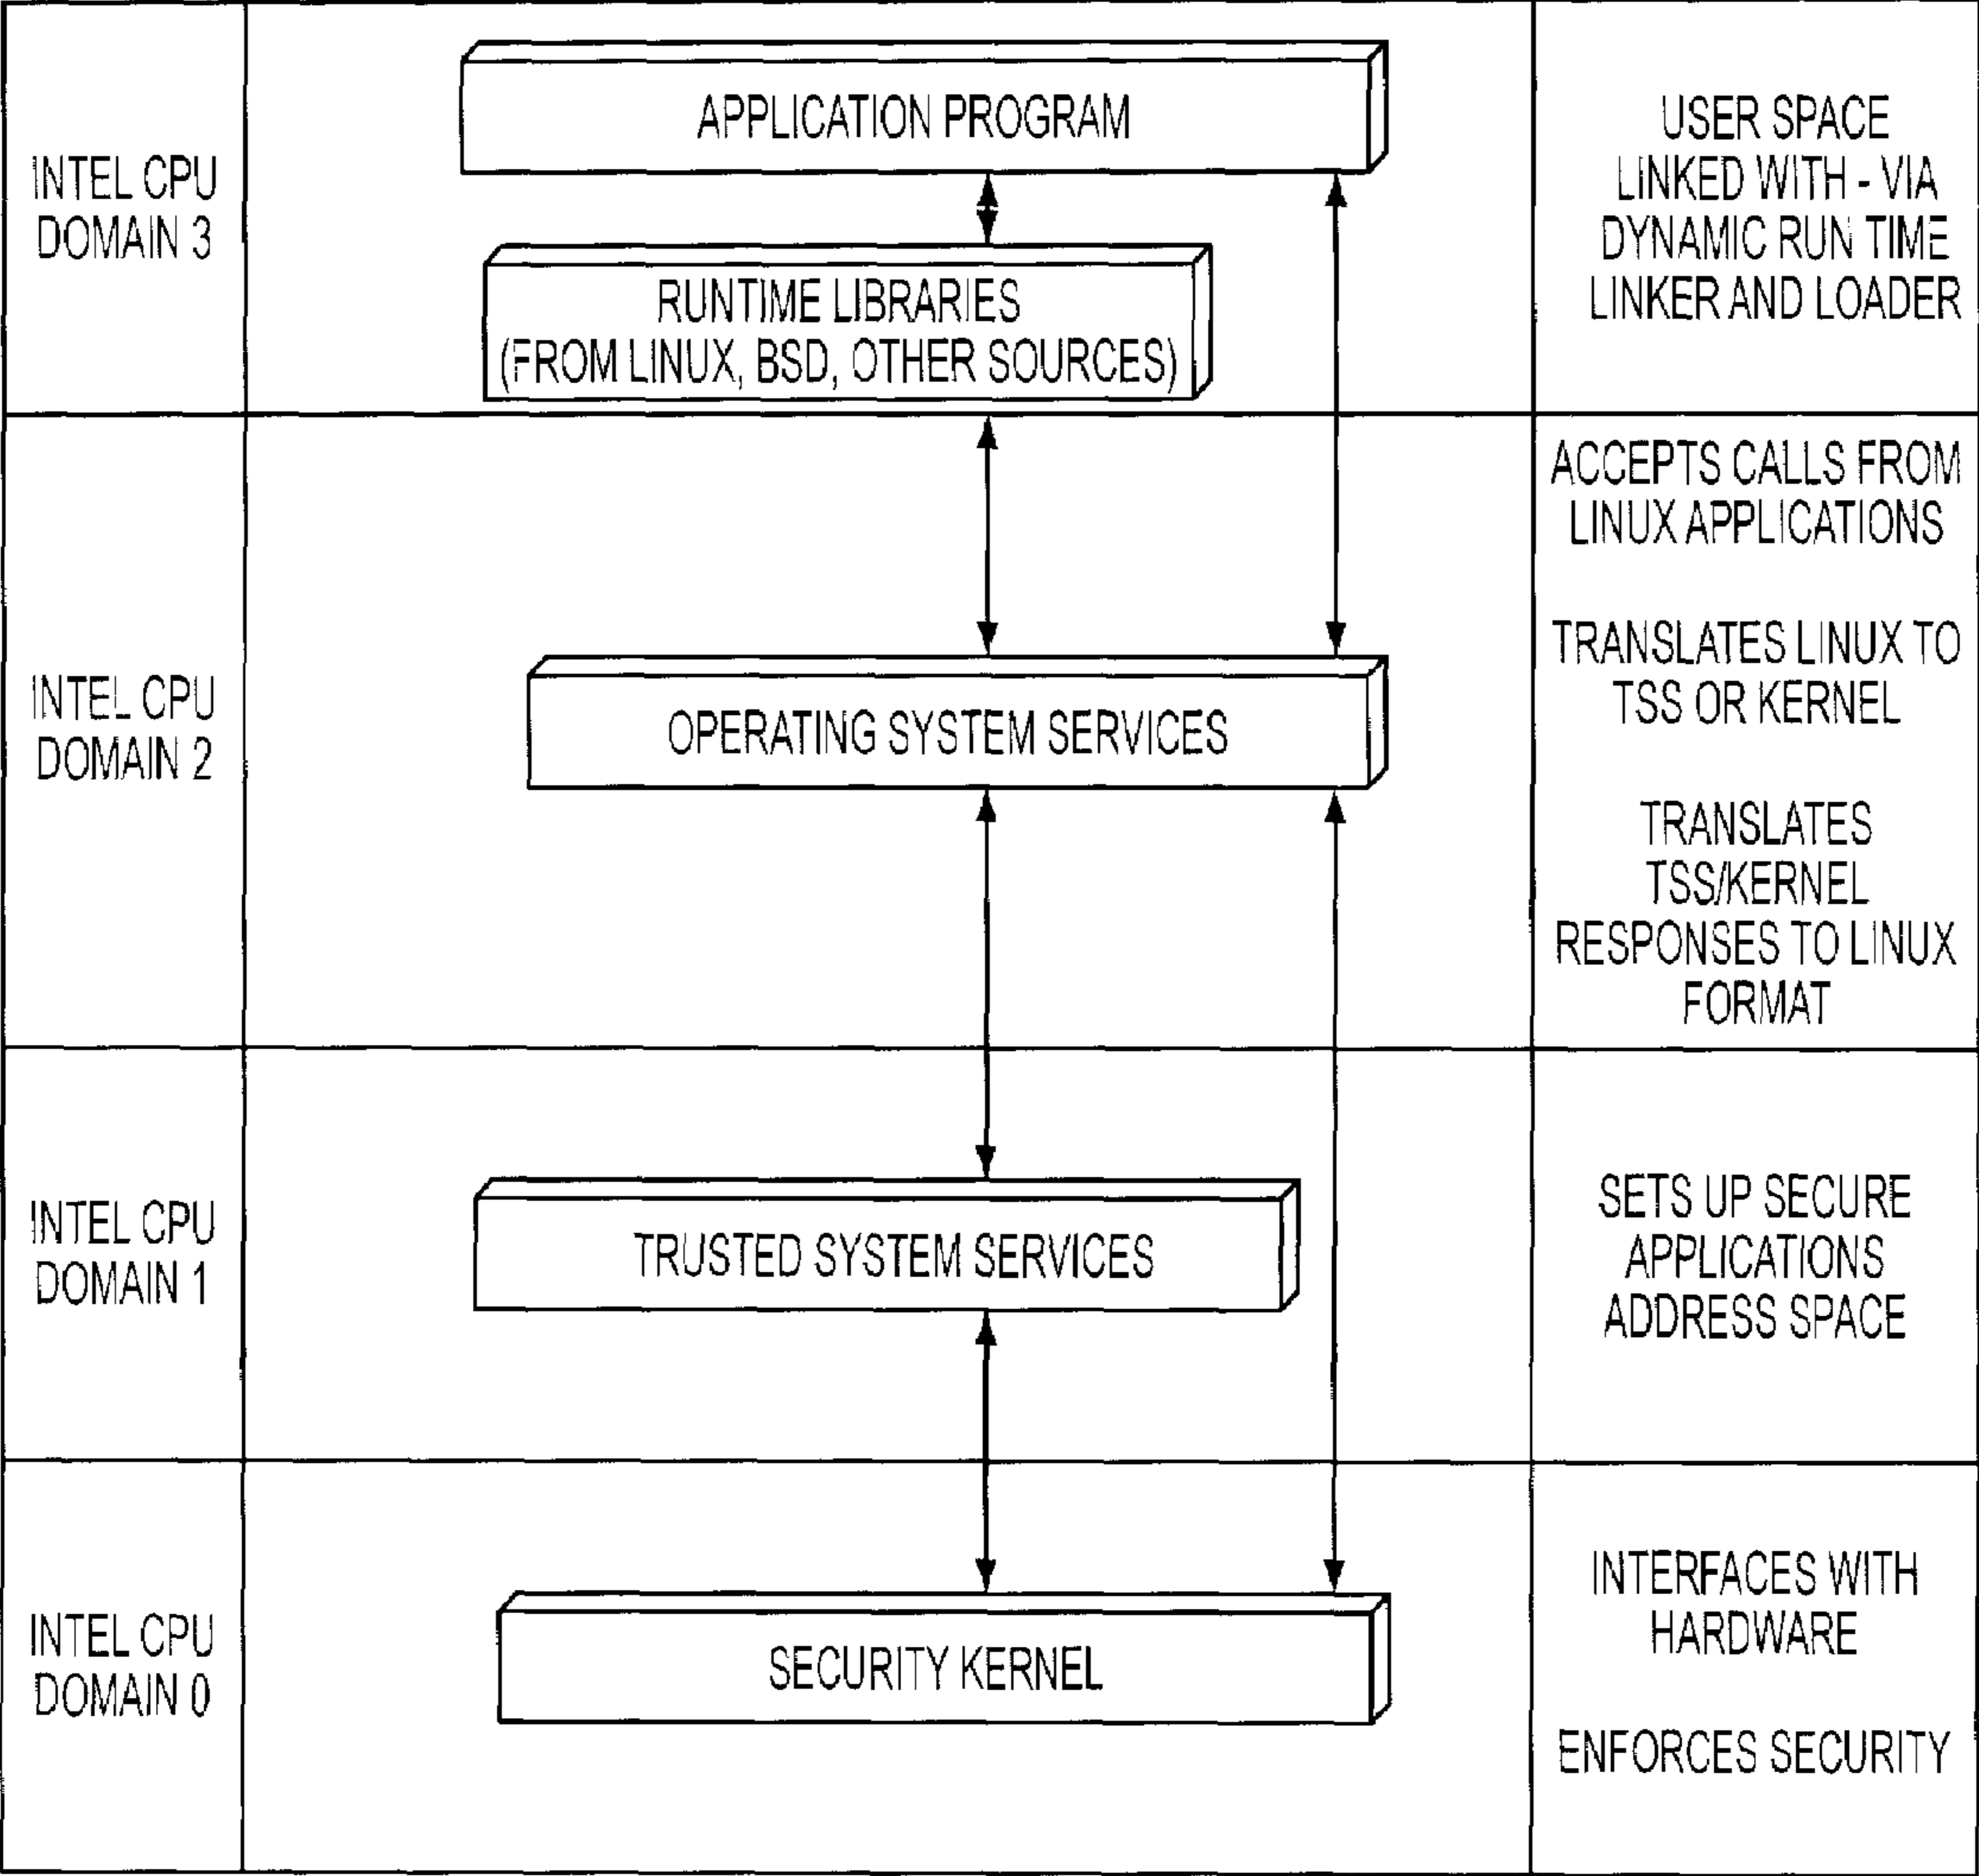 INTEL CPU
DOMAIN 3
APPLICATION PROGRAM
RUNTIME LIBRARIES
(FROM LINUX, BSD, OTHER SOURCES)
USER SPACE
LINKED WITH - VIA
DYNAMIC RUN TIME
LINKER AND LOADER
INTEL CPU
DOMAIN 2
OPERATING SYSTEM SERVICES
ACCEPTS CALLS FROM
LINUX APPLICATIONS
TRANSLATES LINUX TO
TSS OR KERNEL
TRANSLATES
TSS/KERNEL
RESPONSES TO LINUX
FORMAT
INTEL CPU
DOMAIN 1
TRUSTED SYSTEM SERVICES
SETS UP SECURE
APPLICATIONS
ADDRESS SPACE
INTEL CPU
DOMAIN 0
SECURITY KERNEL
INTERFACES WITH
HARDWARE
ENFORCES SECURITY